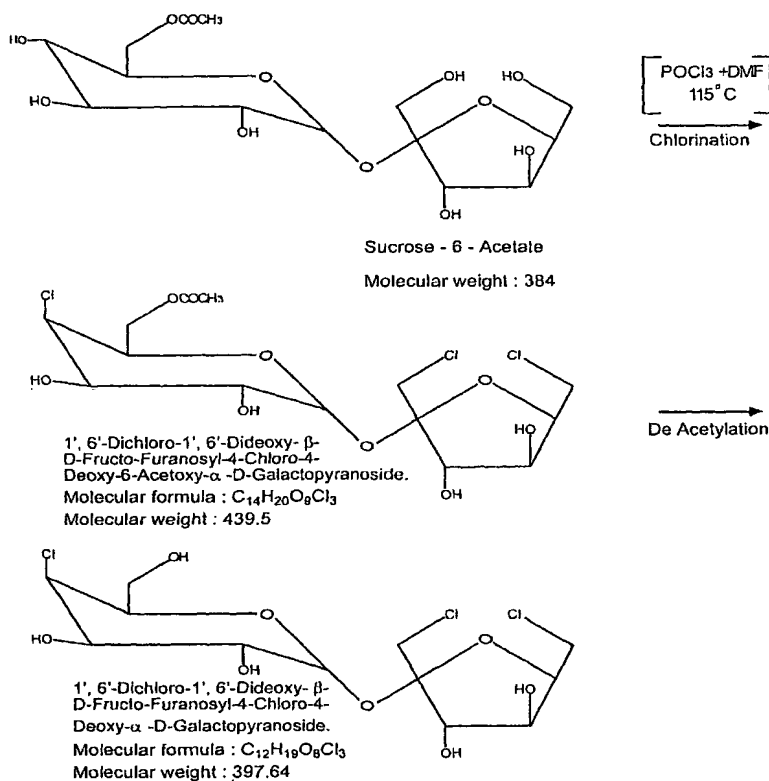 OCOCH3
HO
O
HO
OH
O
OH HO
O
HO
OH
[ POCl3 +DMF ]
115°C
Chlorination
Sucrose - 6 - Acetate
Molecular weight : 384
Cl
OCOCH3
O
HO
OH
O
Cl Cl
O
HO
OH
De Acetylation
1', 6'-Dichloro-1', 6'-Dideoxy- β-
D-Fructo-Furanosyl-4-Chloro-4-
Deoxy-6-Acetoxy-α -D-Galactopyranoside.
Molecular formula : C14H20O9Cl3
Molecular weight : 439.5
Cl
OH
O
HO
OH
O
Cl Cl
O
HO
OH
1', 6'-Dichloro-1', 6'-Dideoxy- β-
D-Fructo-Furanosyl-4-Chloro-4-
Deoxy-α -D-Galactopyranoside.
Molecular formula : C12H19O8Cl3
Molecular weight : 397.64